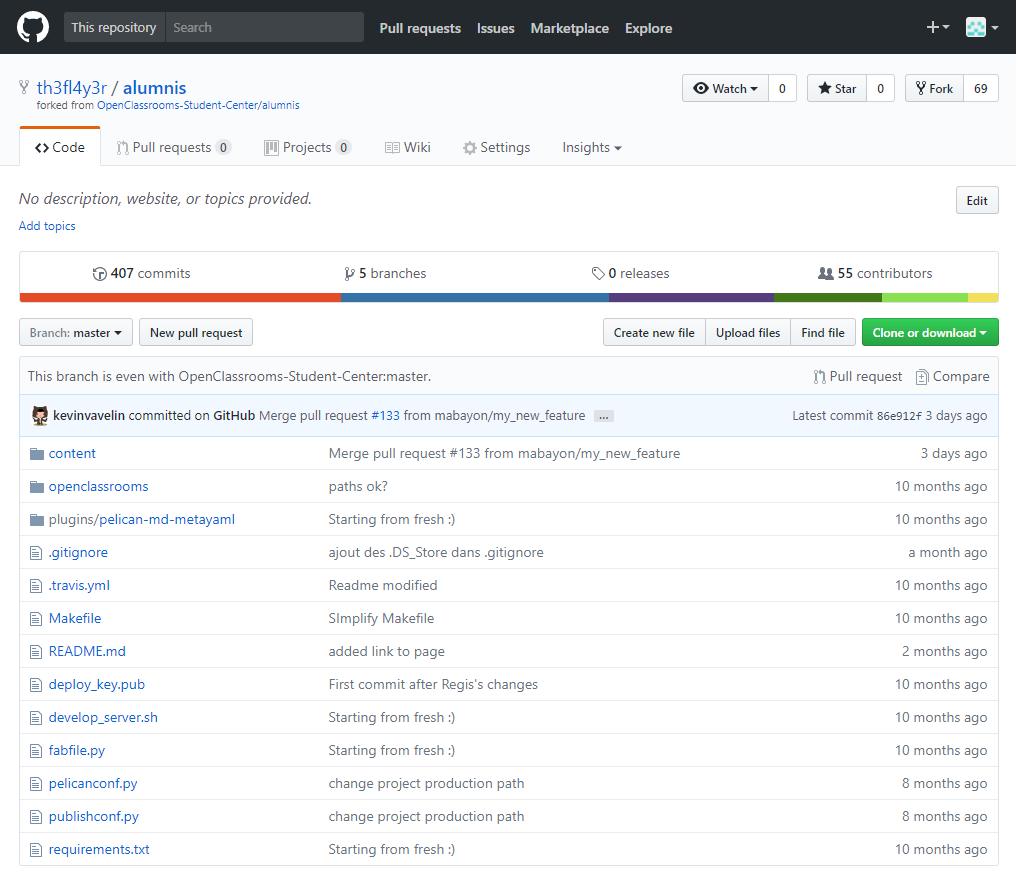 This repository Search Pull requests Issues Marketplace Explore
th3fl4y3r / alumnis Watch 0 Star 0 Fork 69
forked from OpenClassrooms-Student-Center/alumnis
Code Pull requests 0 Projects 0 Wiki Settings Insights
No description, website, or topics provided. Edit
Add topics
407 commits 5 branches 0 releases 55 contributors
Branch: master New pull request Create new file Upload files Find file Clone or download
This branch is even with OpenClassrooms-Student-Center:master. Pull request Compare
kevinvavelin committed on GitHub Merge pull request #133 from mabayon/my_new_feature ... Latest commit 86e912f 3 days ago
content Merge pull request #133 from mabayon/my_new_feature 3 days ago
openclassrooms paths ok? 10 months ago
plugins/pelican-md-metayaml Starting from fresh :) 10 months ago
.gitignore ajout des .DS_Store dans .gitignore a month ago
.travis.yml Readme modified 10 months ago
Makefile SImplify Makefile 10 months ago
README.md added link to page 2 months ago
deploy_key.pub First commit after Regis's changes 10 months ago
develop_server.sh Starting from fresh :) 10 months ago
fabfile.py Starting from fresh :) 10 months ago
pelicanconf.py change project production path 8 months ago
publishconf.py change project production path 8 months ago
requirements.txt Starting from fresh :) 10 months ago